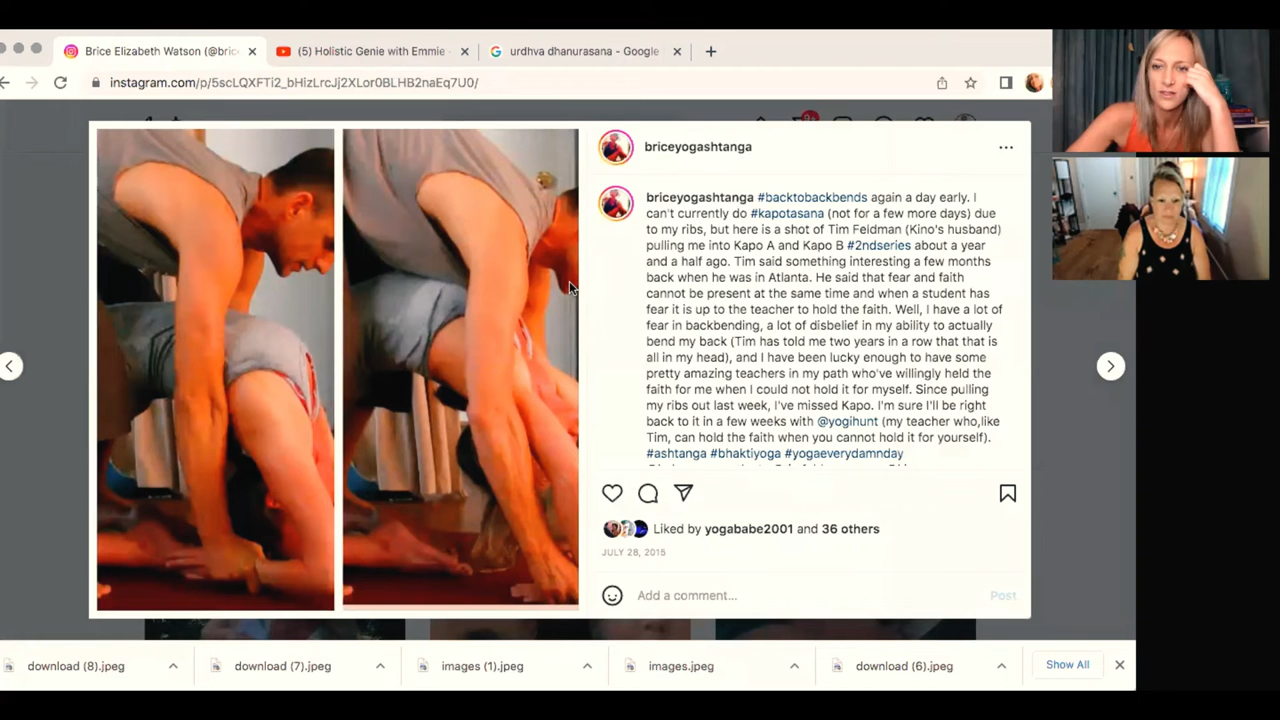 Brice Elizabeth Watson (@bric
(5) Holistic Genie with Emmie -
urdhva dhanurasana - Google
instagram.com/p/5scLQXFTi2_bHizLrcJj2XLor0BLHB2naEq7U0/
briceyogashtanga
briceyogashtanga #backtobackbends again a day early. I
can't currently do #kapotasana (not for a few more days) due
to my ribs, but here is a shot of Tim Feldman (Kino's husband)
pulling me into Kapo A and Kapo B #2ndseries about a year
and a half ago. Tim said something interesting a few months
back when he was in Atlanta. He said that fear and faith
cannot be present at the same time and when a student has
fear it is up to the teacher to hold the faith. Well, I have a lot of
fear in backbending, a lot of disbelief in my ability to actually
bend my back (Tim has told me two years in a row that that is
all in my head), and I have been lucky enough to have some
pretty amazing teachers in my path who've willingly held the
faith for me when I could not hold it for myself. Since pulling
my ribs out last week, I've missed Kapo. I'm sure I'll be right
back to it in a few weeks with @yogihunt (my teacher who,like
Tim, can hold the faith when you cannot hold it for yourself).
#ashtanga #bhaktiyoga #yogaeverydamnday
Liked by yogababe2001 and 36 others
JULY 28, 2015
Add a comment...
Post
download (8).jpeg
download (7).jpeg
images (1).jpeg
images.jpeg
download (6).jpeg
Show All